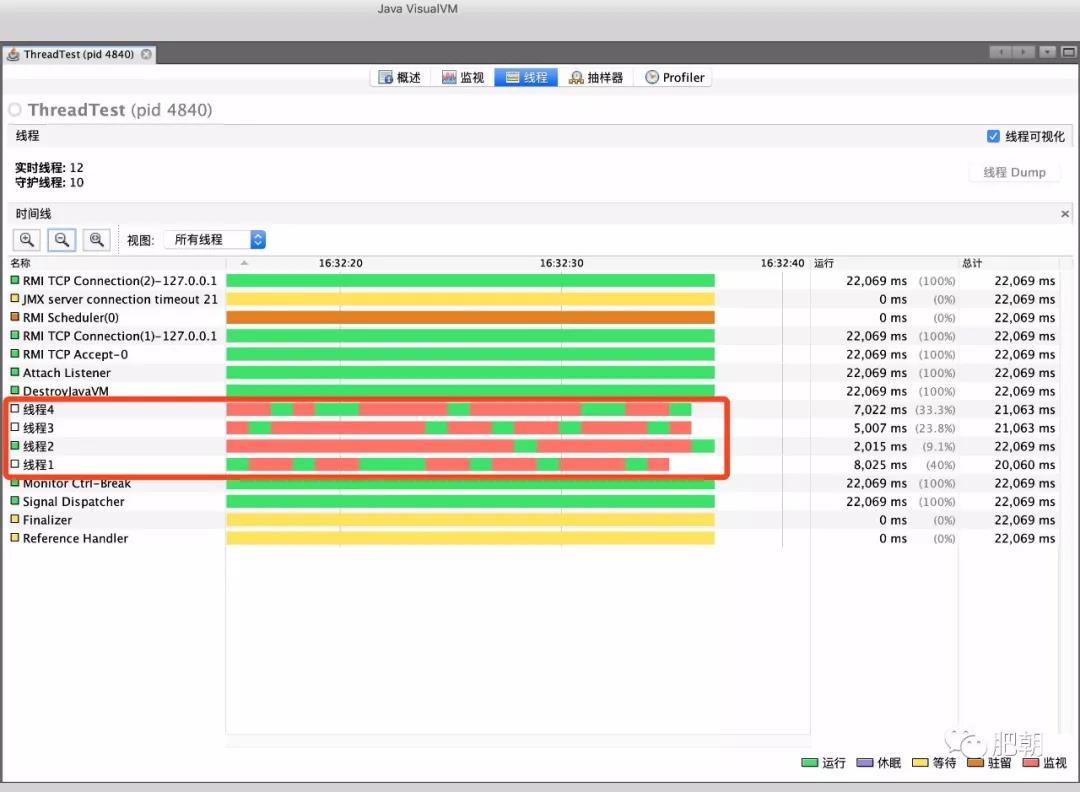 Java VisualVM
ThreadTest (pid 4840)
概述 监视 线程 抽样器 Profiler
ThreadTest (pid 4840)
线程 线程可视化
实时线程: 12
守护线程: 10
线程 Dump
时间线
视图: 所有线程
名称 16:32:20 16:32:30 16:32:40 运行 总计
RMI TCP Connection(2)-127.0.0.1 22,069 ms (100%) 22,069 ms
JMX server connection timeout 21 0 ms (0%) 22,069 ms
RMI Scheduler(0) 0 ms (0%) 22,069 ms
RMI TCP Connection(1)-127.0.0.1 22,069 ms (100%) 22,069 ms
RMI TCP Accept-0 22,069 ms (100%) 22,069 ms
Attach Listener 22,069 ms (100%) 22,069 ms
DestroyJavaVM 22,069 ms (100%) 22,069 ms
线程4 7,022 ms (33.3%) 21,063 ms
线程3 5,007 ms (23.8%) 21,063 ms
线程2 2,015 ms (9.1%) 22,069 ms
线程1 8,025 ms (40%) 20,060 ms
Monitor Ctrl-Break 22,069 ms (100%) 22,069 ms
Signal Dispatcher 22,069 ms (100%) 22,069 ms
Finalizer 0 ms (0%) 22,069 ms
Reference Handler 0 ms (0%) 22,069 ms
肥朝
运行 休眠 等待 驻留 监视